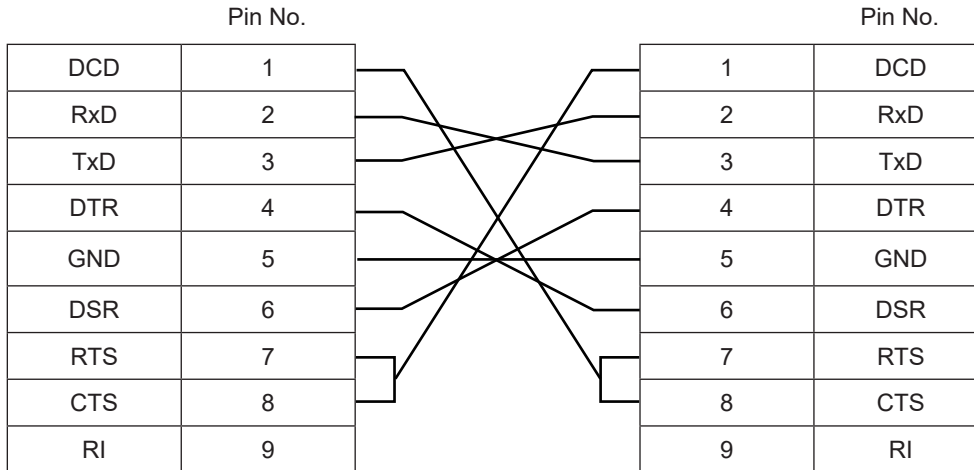 Pin No. Pin No.
DCD 1 1 DCD
RxD 2 2 RxD
TxD 3 3 TxD
DTR 4 4 DTR
GND 5 5 GND
DSR 6 6 DSR
RTS 7 7 RTS
CTS 8 8 CTS
RI 9 9 RI